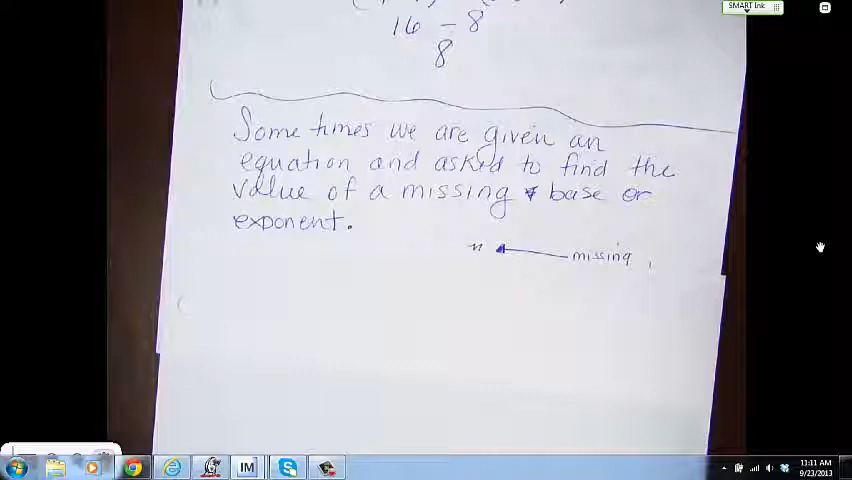 SMART Ink
16 - 8
8
Some times we are given an
equation and asked to find the
value of a missing base or
exponent.
n missing
IM
11:11 AM
9/23/2013